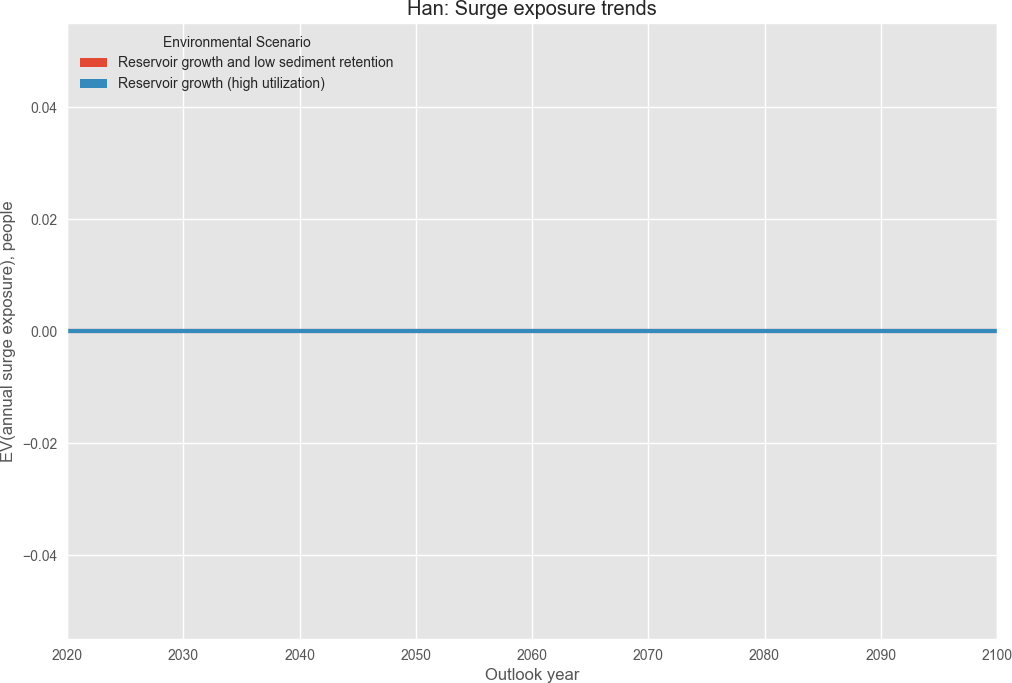 Han: Surge exposure trends
Environmental Scenario
Reservoir growth and low sediment retention
Reservoir growth (high utilization)
EV(annual surge exposure), people
0.04
0.02
0.00
−0.02
−0.04
2020 2030 2040 2050 2060 2070 2080 2090 2100
Outlook year